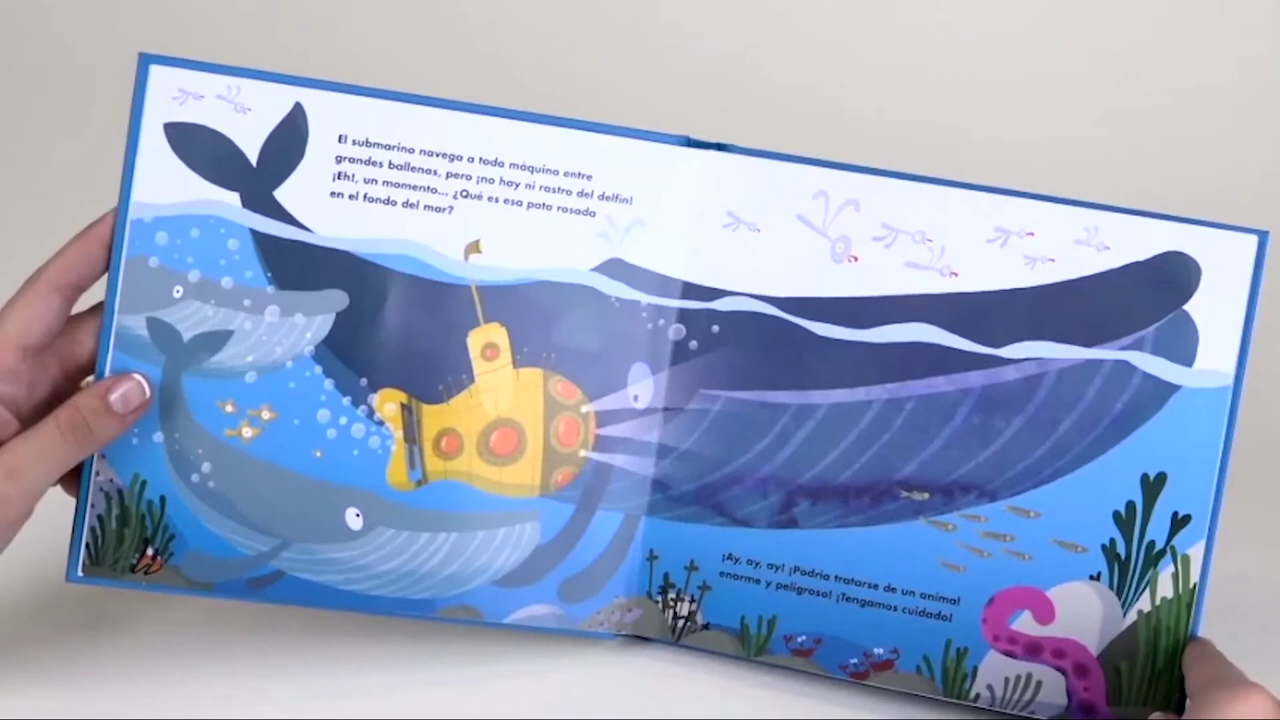 El submarino navega a toda máquina entre
grandes ballenas, pero ¡no hay ni rastro del delfín!
¡Eh!, un momento... ¿Qué es esa pata rosada
en el fondo del mar?
¡Ay, ay, ay! ¡Podría tratarse de un animal
enorme y peligroso! ¡Tengamos cuidado!